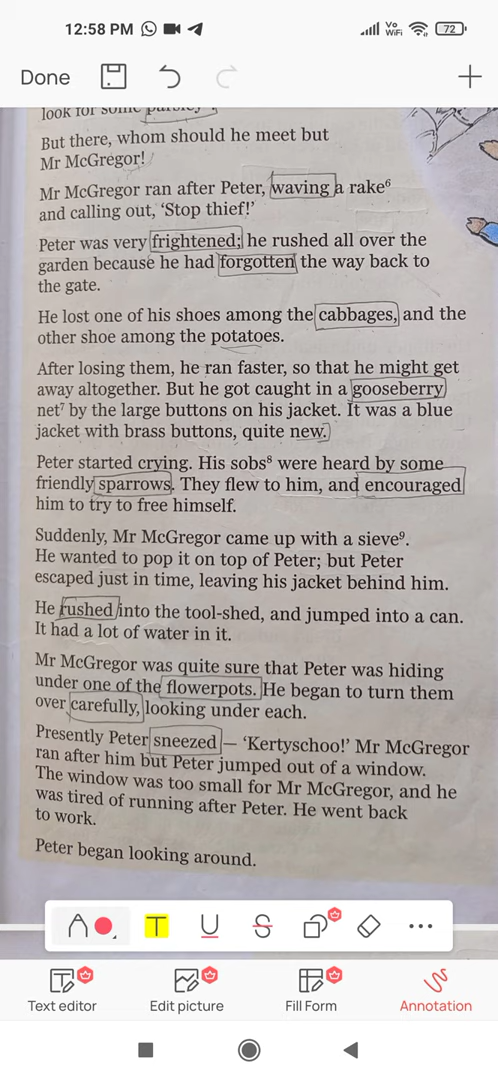 12:58 PM
Vo
WiFi
72
Done
look for some parsley
But there, whom should he meet but
Mr McGregor!
Mr McGregor ran after Peter, waving a rake⁶
and calling out, ‘Stop thief!’
Peter was very frightened; he rushed all over the
garden because he had forgotten the way back to
the gate.
He lost one of his shoes among the cabbages, and the
other shoe among the potatoes.
After losing them, he ran faster, so that he might get
away altogether. But he got caught in a gooseberry
net⁷ by the large buttons on his jacket. It was a blue
jacket with brass buttons, quite new.
Peter started crying. His sobs⁸ were heard by some
friendly sparrows. They flew to him, and encouraged
him to try to free himself.
Suddenly, Mr McGregor came up with a sieve⁹.
He wanted to pop it on top of Peter; but Peter
escaped just in time, leaving his jacket behind him.
He rushed into the tool-shed, and jumped into a can.
It had a lot of water in it.
Mr McGregor was quite sure that Peter was hiding
under one of the flowerpots. He began to turn them
over carefully, looking under each.
Presently Peter sneezed — ‘Kertyschoo!’ Mr McGregor
ran after him but Peter jumped out of a window.
The window was too small for Mr McGregor, and he
was tired of running after Peter. He went back
to work.
Peter began looking around.
T U S
Text editor Edit picture Fill Form Annotation